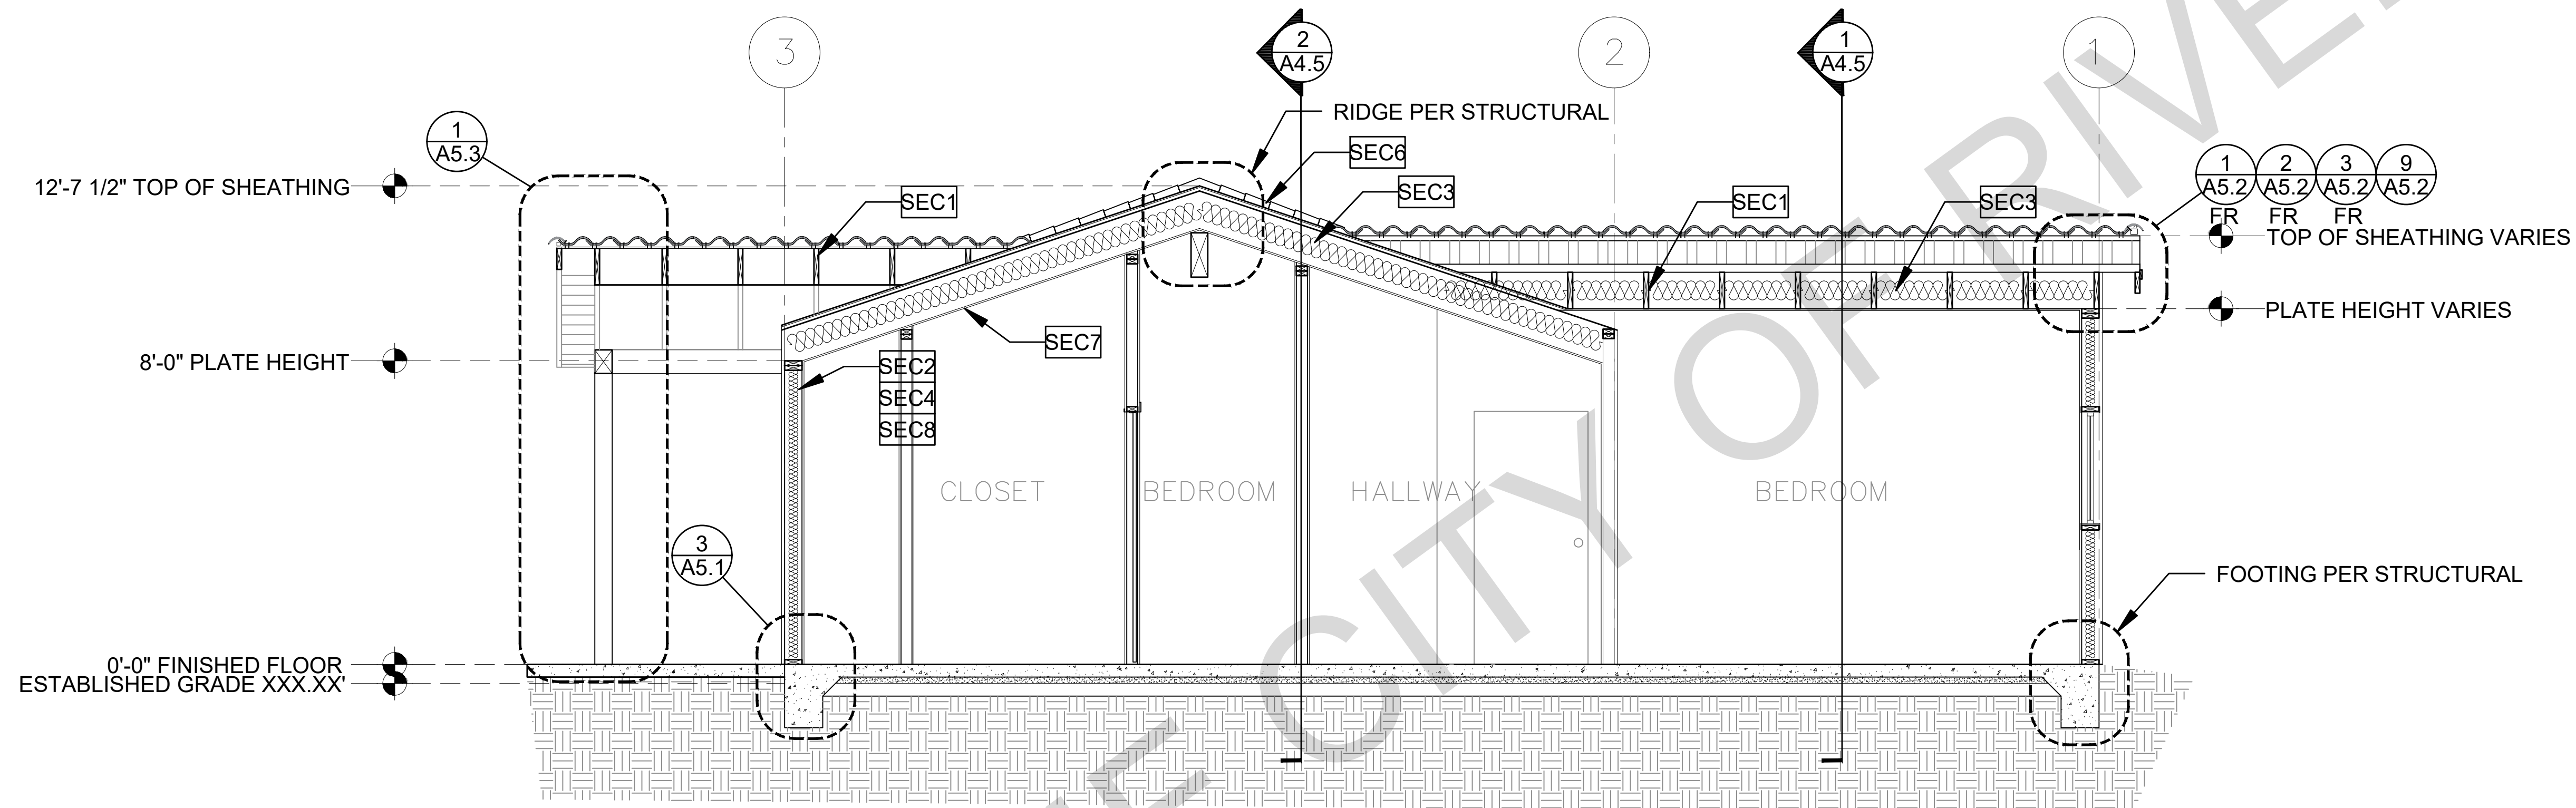 3
2
A4.5
2
1
A4.5
1
RIDGE PER STRUCTURAL
1
A5.3
SEC6
1
A5.2
FR
2
A5.2
FR
3
A5.2
FR
9
A5.2
12'-7 1/2" TOP OF SHEATHING
SEC1
SEC3
SEC1
SEC3
TOP OF SHEATHING VARIES
PLATE HEIGHT VARIES
8'-0" PLATE HEIGHT
SEC7
SEC2
SEC4
SEC8
CLOSET
BEDROOM
HALLWAY
BEDROOM
3
A5.1
FOOTING PER STRUCTURAL
0'-0" FINISHED FLOOR
ESTABLISHED GRADE XXX.XX'
CITY OF